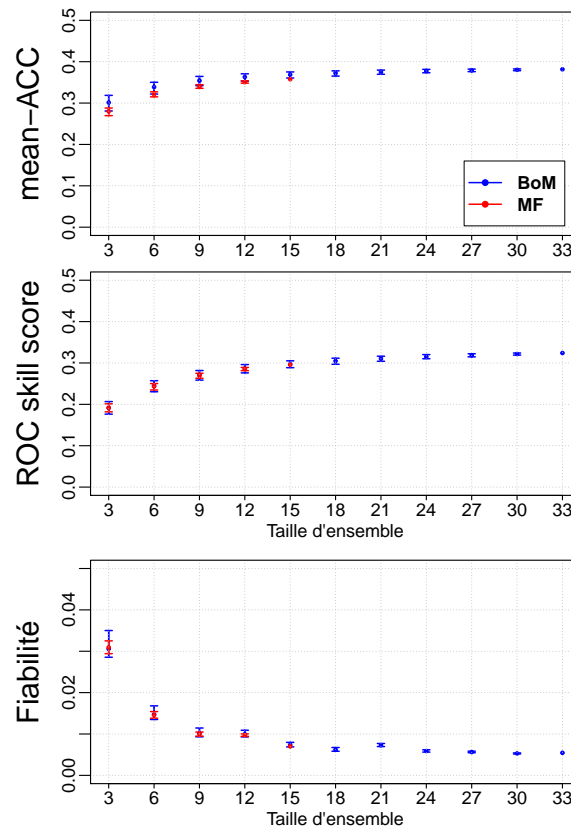 mean−ACC
0.0 0.1 0.2 0.3 0.4 0.5
BoM
MF
3 6 9 12 15 18 21 24 27 30 33
ROC skill score
0.0 0.1 0.2 0.3 0.4 0.5
3 6 9 12 15 18 21 24 27 30 33
Taille d'ensemble
Fiabilité
0.00 0.02 0.04
3 6 9 12 15 18 21 24 27 30 33
Taille d'ensemble